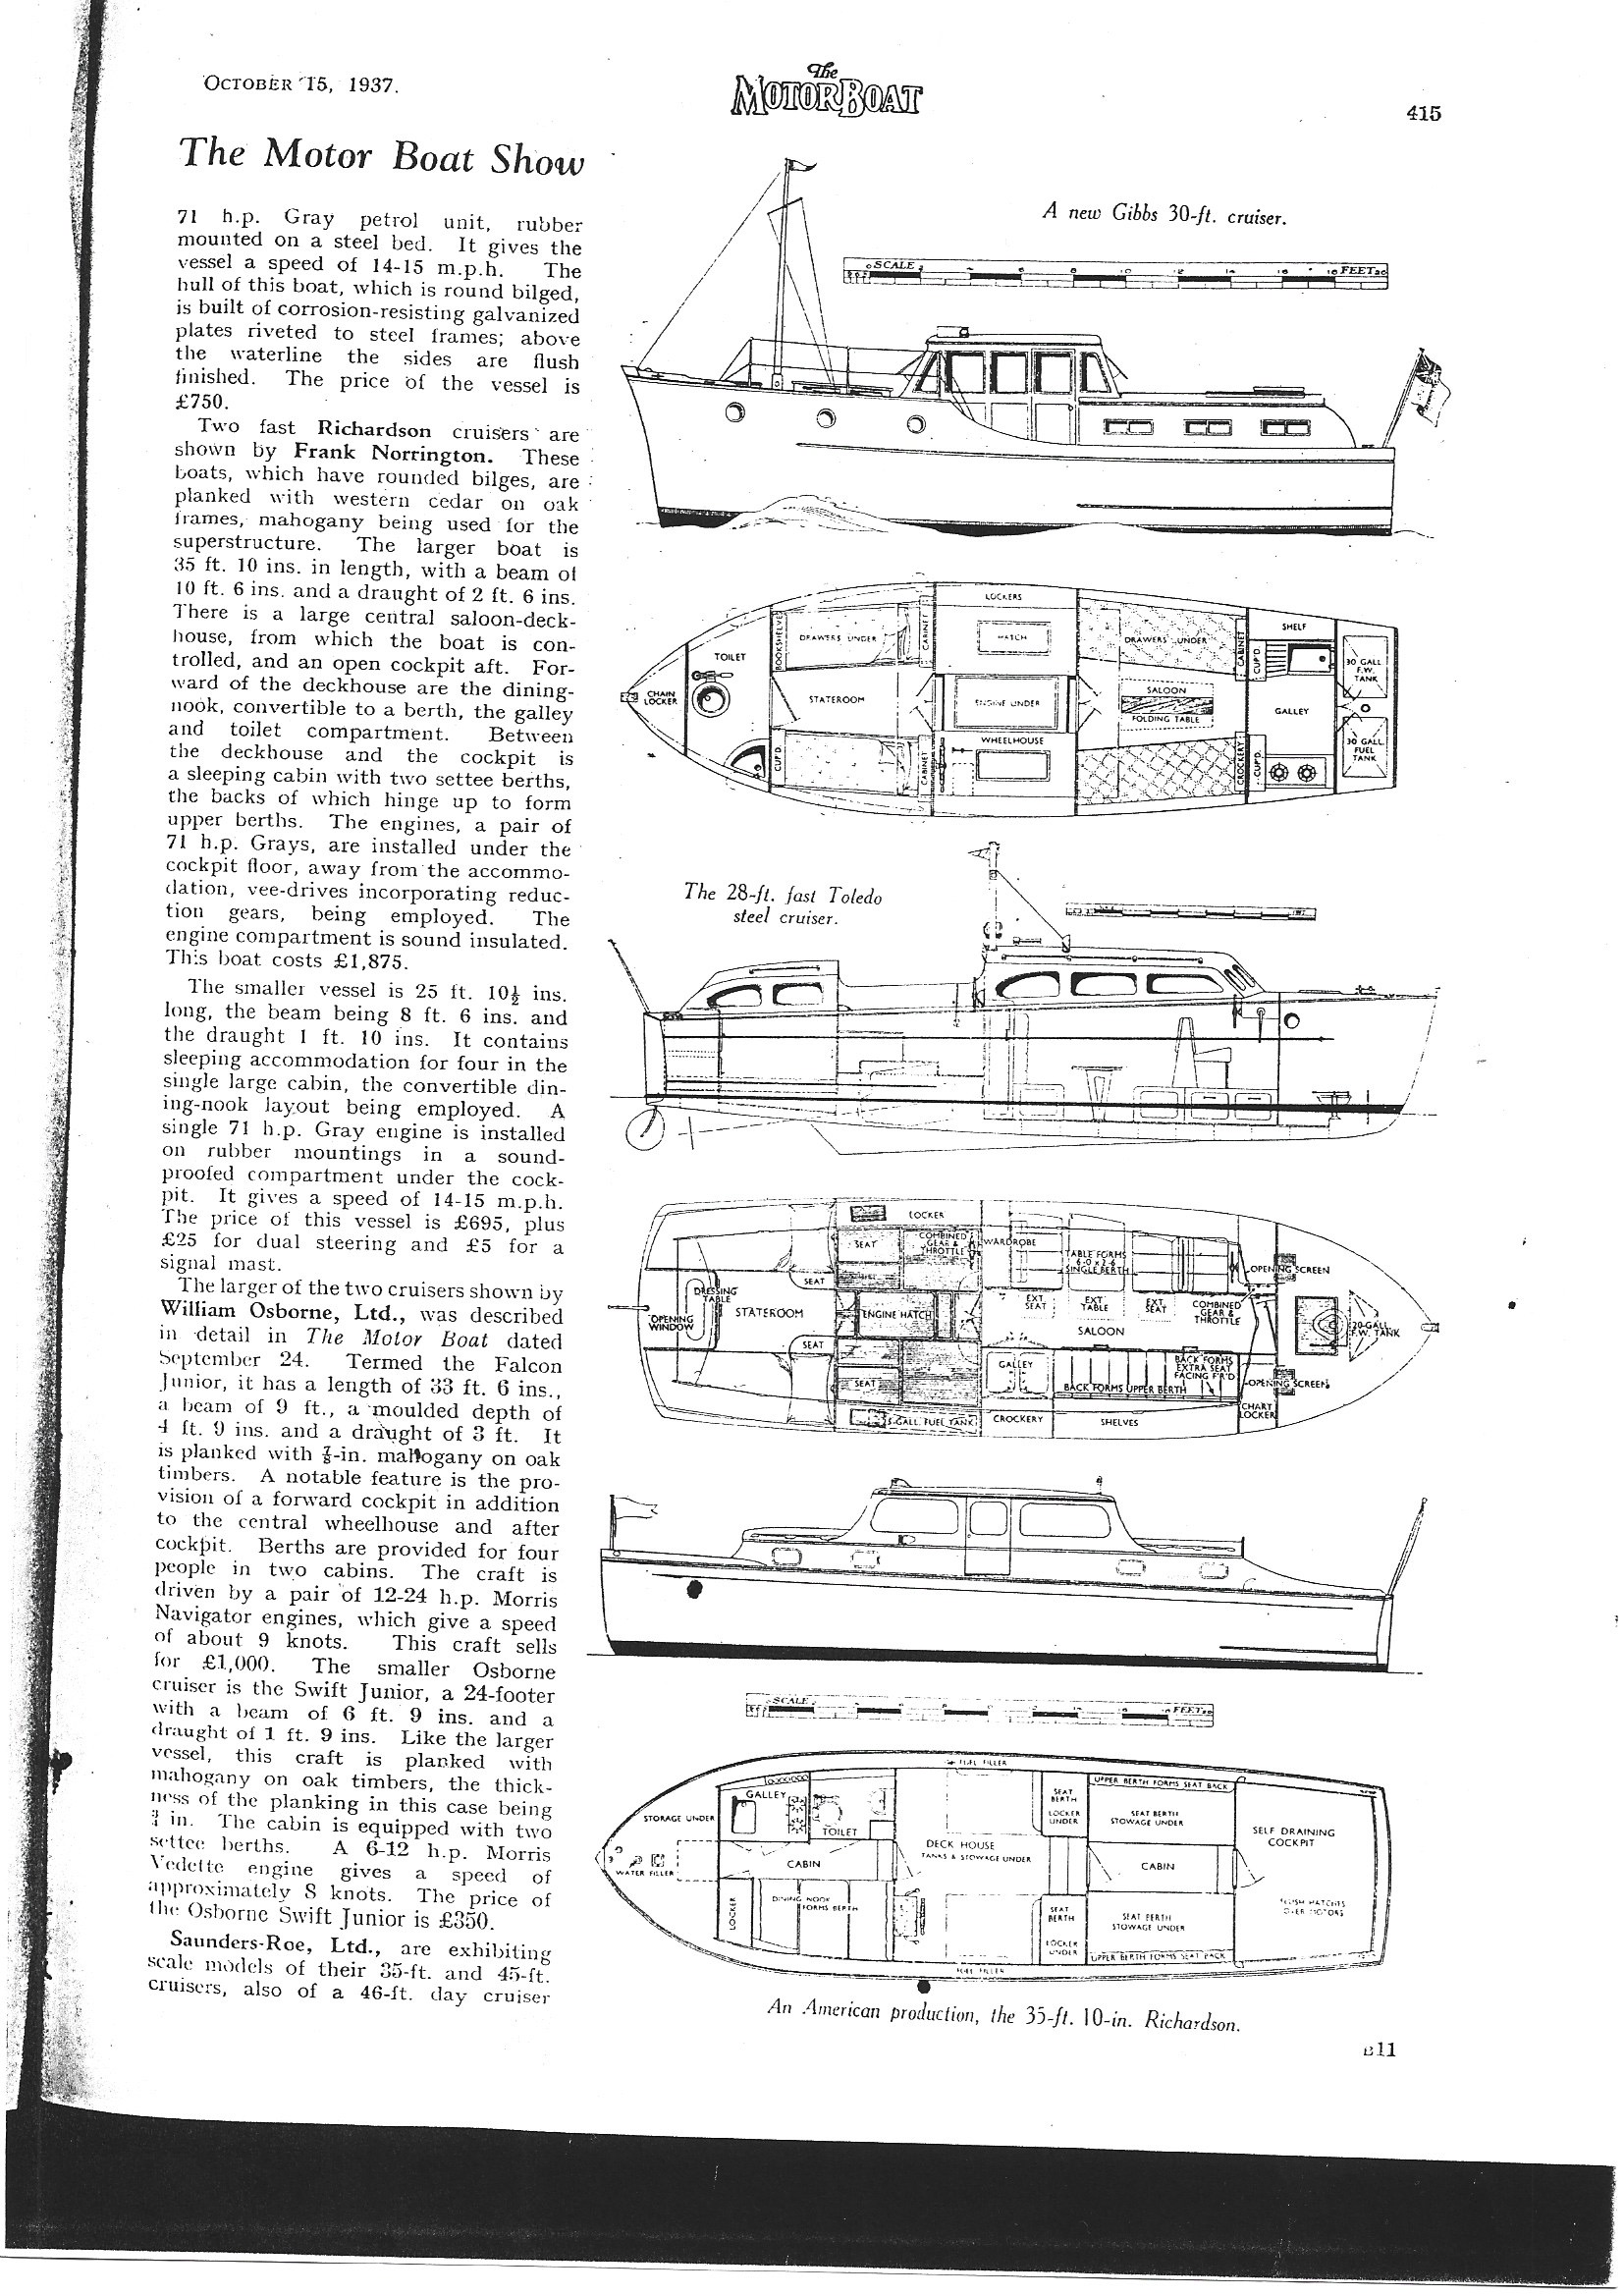 OCTOBER 15, 1937.
The
MOTOR BOAT
415
The Motor Boat Show
71 h.p. Gray petrol unit, rubber
mounted on a steel bed. It gives the
vessel a speed of 14-15 m.p.h. The
hull of this boat, which is round bilged,
is built of corrosion-resisting galvanized
plates riveted to steel frames; above
the waterline the sides are flush
finished. The price of the vessel is
£750.
Two fast Richardson cruisers are
shown by Frank Norrington. These
boats, which have rounded bilges, are
planked with western cedar on oak
frames, mahogany being used for the
superstructure. The larger boat is
35 ft. 10 ins. in length, with a beam of
10 ft. 6 ins. and a draught of 2 ft. 6 ins.
There is a large central saloon-deck-
house, from which the boat is con-
trolled, and an open cockpit aft. For-
ward of the deckhouse are the dining-
nook, convertible to a berth, the galley
and toilet compartment. Between
the deckhouse and the cockpit is
a sleeping cabin with two settee berths,
the backs of which hinge up to form
upper berths. The engines, a pair of
71 h.p. Grays, are installed under the
cockpit floor, away from the accommo-
dation, vee-drives incorporating reduc-
tion gears, being employed. The
engine compartment is sound insulated.
This boat costs £1,875.
The smaller vessel is 25 ft. 10½ ins.
long, the beam being 8 ft. 6 ins. and
the draught 1 ft. 10 ins. It contains
sleeping accommodation for four in the
single large cabin, the convertible din-
ing-nook layout being employed. A
single 71 h.p. Gray engine is installed
on rubber mountings in a sound-
proofed compartment under the cock-
pit. It gives a speed of 14-15 m.p.h.
The price of this vessel is £695, plus
£25 for dual steering and £5 for a
signal mast.
The larger of the two cruisers shown by
William Osborne, Ltd., was described
in detail in The Motor Boat dated
September 24. Termed the Falcon
Junior, it has a length of 33 ft. 6 ins.,
a beam of 9 ft., a moulded depth of
4 ft. 9 ins. and a draught of 3 ft. It
is planked with ⅞-in. mahogany on oak
timbers. A notable feature is the pro-
vision of a forward cockpit in addition
to the central wheelhouse and after
cockpit. Berths are provided for four
people in two cabins. The craft is
driven by a pair of 12-24 h.p. Morris
Navigator engines, which give a speed
of about 9 knots. This craft sells
for £1,000. The smaller Osborne
cruiser is the Swift Junior, a 24-footer
with a beam of 6 ft. 9 ins. and a
draught of 1 ft. 9 ins. Like the larger
vessel, this craft is planked with
mahogany on oak timbers, the thick-
ness of the planking in this case being
¾ in. The cabin is equipped with two
settee berths. A 6-12 h.p. Morris
Vedette engine gives a speed of
approximately 8 knots. The price of
the Osborne Swift Junior is £350.
Saunders-Roe, Ltd., are exhibiting
scale models of their 35-ft. and 45-ft.
cruisers, also of a 46-ft. day cruiser
A new Gibbs 30-ft. cruiser.
SCALE
FEET
LOCKERS
DRAWERS UNDER
CABINET
HATCH
DRAWERS UNDER
CABINET
CUP'D.
SHELF
30 GALL
F.W.
TANK
BOOKSHELVES
TOILET
CHAIN
LOCKER
STATEROOM
ENGINE UNDER
SALOON
FOLDING TABLE
GALLEY
WHEELHOUSE
CUP'D.
CABINET
CROCKERY
CUP'D.
30 GALL
FUEL
TANK
The 28-ft. fast Toledo
steel cruiser.
LOCKER
SEAT
COMBINED
GEAR &
THROTTLE
WARDROBE
TABLE FORMS
6-0 x 2-6
SINGLE BERTH
OPENING SCREEN
SEAT
DRESSING
TABLE
STATEROOM
OPENING
WINDOW
ENGINE HATCH
EXT.
SEAT
EXT
TABLE
EXT
SEAT
COMBINED
GEAR &
THROTTLE
SALOON
20 GALL
F.W. TANK
SEAT
SEAT
GALLEY
BACK FORMS
EXTRA SEAT
FACING FR'D
BACK FORMS UPPER BERTH
OPENING SCREEN
GALL FUEL TANK
CROCKERY
SHELVES
CHART
LOCKER
SCALE
FEET
FUEL FILLER
GALLEY
STORAGE UNDER
TOILET
SEAT
BERTH
LOCKER
UNDER
UPPER BERTH FORMS SEAT BACK
SEAT BERTH
STOWAGE UNDER
SELF DRAINING
COCKPIT
DECK HOUSE
TANKS & STOWAGE UNDER
WATER FILLER
CABIN
CABIN
LOCKER
DINING NOOK
FORMS BERTH
SEAT
BERTH
LOCKER
UNDER
SEAT BERTH
STOWAGE UNDER
FLUSH HATCHES
OVER MOTORS
UPPER BERTH FORMS SEAT BACK
FUEL FILLER
An American production, the 35-ft. 10-in. Richardson.
B11